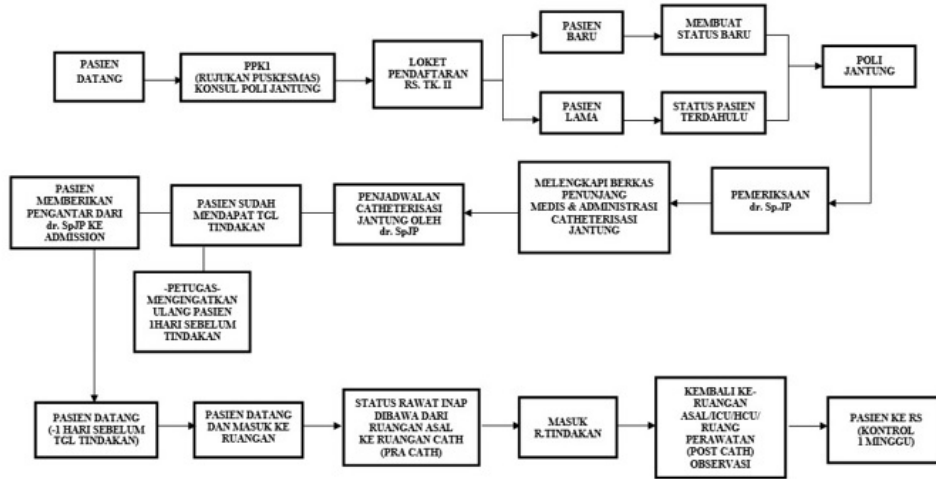 PASIEN
DATANG
PPK1
(RUJUKAN PUSKESMAS)
KONSUL POLI JANTUNG
LOKET
PENDAFTARAN
RS. TK. II
PASIEN
BARU
MEMBUAT
STATUS BARU
PASIEN
LAMA
STATUS PASIEN
TERDAHULU
POLI
JANTUNG
PEMERIKSAAN
dr. Sp.JP
MELENGKAPI BERKAS
PENUNJANG
MEDIS & ADMINISTRASI
CATHETERISASI
JANTUNG
PENJADWALAN
CATHETERISASI
JANTUNG OLEH
dr. SpJP
PASIEN SUDAH
MENDAPAT TGL
TINDAKAN
-PETUGAS-
MENGINGATKAN
ULANG PASIEN
1HARI SEBELUM
TINDAKAN
PASIEN
MEMBERIKAN
PENGANTAR DARI
dr. SpJP KE
ADMISSION
PASIEN DATANG
(-1 HARI SEBELUM
TGL TINDAKAN)
PASIEN DATANG
DAN MASUK KE
RUANGAN
STATUS RAWAT INAP
DIBAWA DARI
RUANGAN ASAL
KE RUANGAN CATH
(PRA CATH)
MASUK
R.TINDAKAN
KEMBALI KE-
RUANGAN
ASAL/ICU/HCU/
RUANG
PERAWATAN
(POST CATH)
OBSERVASI
PASIEN KE RS
(KONTROL
1 MINGGU)